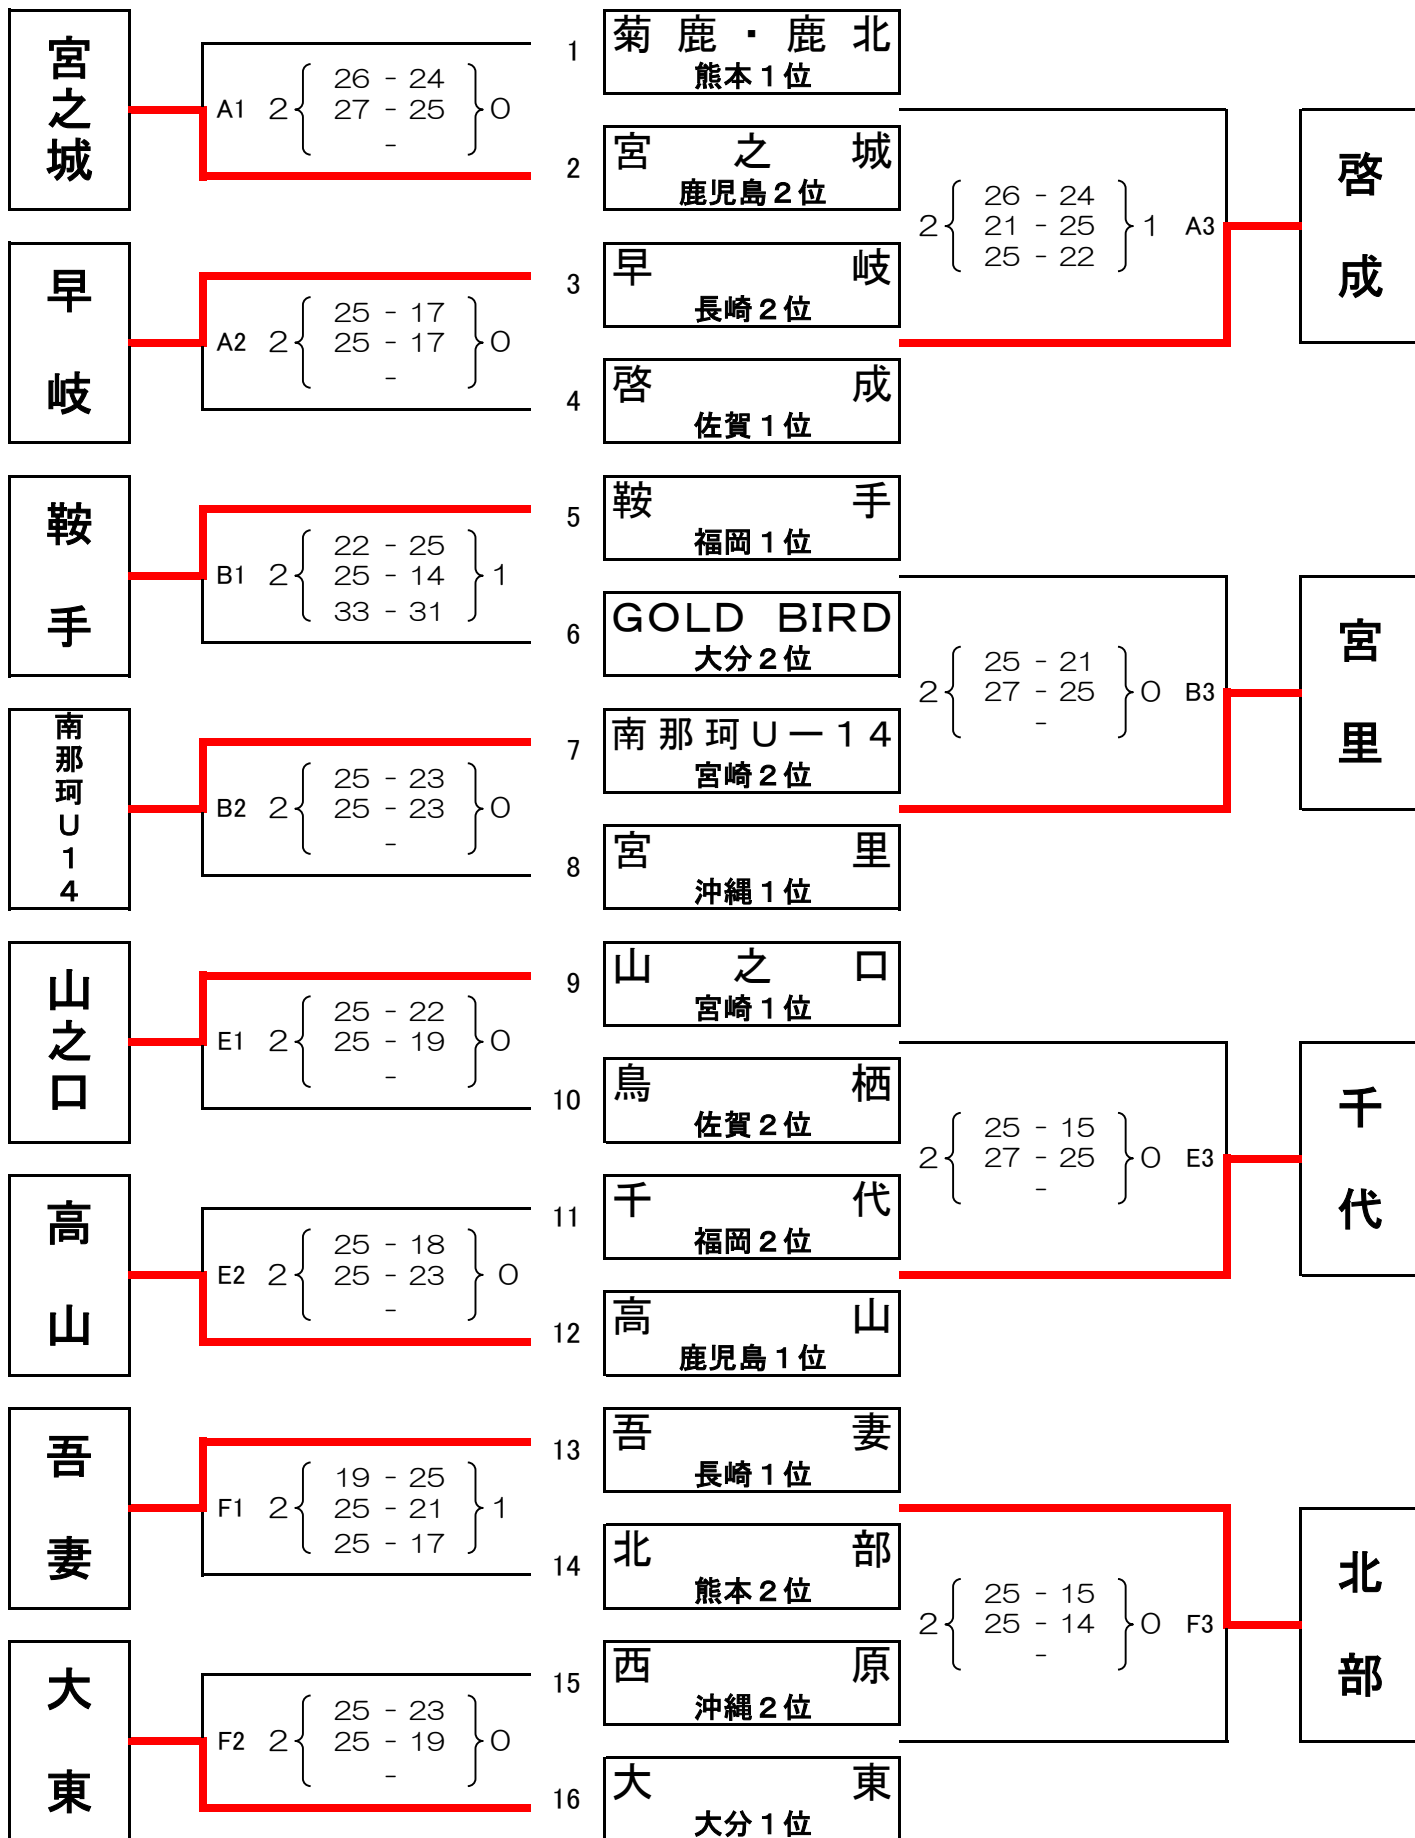 宮之城
A1 2 26 - 24 0
27 - 25
-
1 菊鹿・鹿北
熊本1位
2 宮之城
鹿児島2位
早岐
A2 2 25 - 17 0
25 - 17
-
3 早岐
長崎2位
4 啓成
佐賀1位
2 26 - 24 1 A3
21 - 25
25 - 22
啓成
鞍手
B1 2 22 - 25 1
25 - 14
33 - 31
5 鞍手
福岡1位
6 GOLD BIRD
大分2位
南那珂U14
B2 2 25 - 23 0
25 - 23
-
7 南那珂U－14
宮崎2位
8 宮里
沖縄1位
2 25 - 21 0 B3
27 - 25
-
宮里
山之口
E1 2 25 - 22 0
25 - 19
-
9 山之口
宮崎1位
10 鳥栖
佐賀2位
高山
E2 2 25 - 18 0
25 - 23
-
11 千代
福岡2位
12 高山
鹿児島1位
2 25 - 15 0 E3
27 - 25
-
千代
吾妻
F1 2 19 - 25 1
25 - 21
25 - 17
13 吾妻
長崎1位
14 北部
熊本2位
大東
F2 2 25 - 23 0
25 - 19
-
15 西原
沖縄2位
16 大東
大分1位
2 25 - 15 0 F3
25 - 14
-
北部